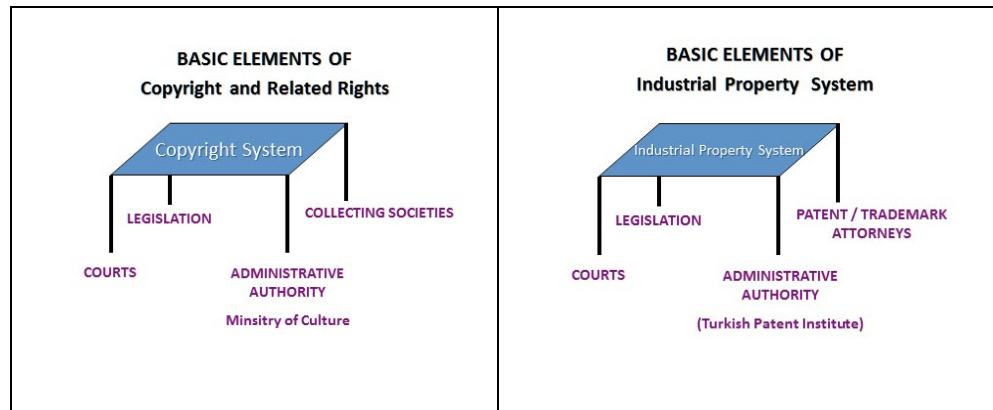 BASIC ELEMENTS OF
Copyright and Related Rights
Copyright System
LEGISLATION
COLLECTING SOCIETIES
COURTS
ADMINISTRATIVE
AUTHORITY
Minsitry of Culture
BASIC ELEMENTS OF
Industrial Property System
Industrial Property System
LEGISLATION
PATENT / TRADEMARK
ATTORNEYS
COURTS
ADMINISTRATIVE
AUTHORITY
(Turkish Patent Institute)